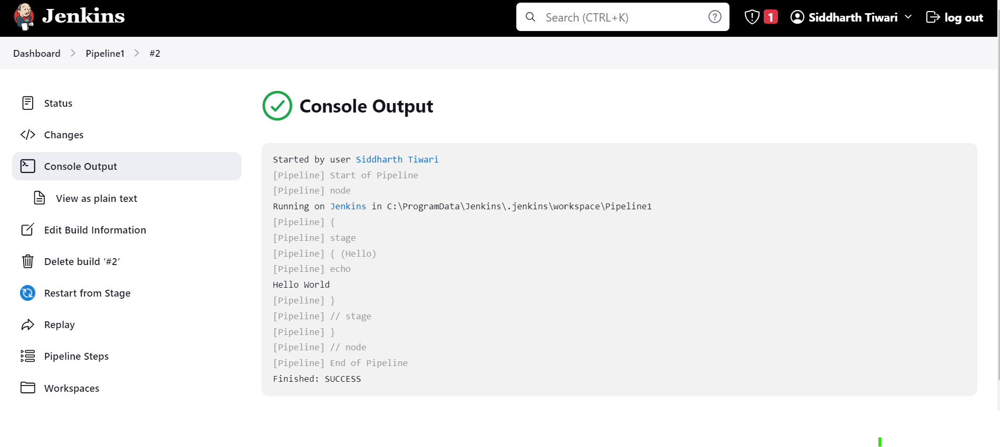 Jenkins
Search (CTRL+K)
1
Siddharth Tiwari
log out
Dashboard
Pipeline1
#2
Status
Changes
Console Output
View as plain text
Edit Build Information
Delete build ‘#2’
Restart from Stage
Replay
Pipeline Steps
Workspaces
Console Output
Started by user Siddharth Tiwari
[Pipeline] Start of Pipeline
[Pipeline] node
Running on Jenkins in C:\ProgramData\Jenkins\.jenkins\workspace\Pipeline1
[Pipeline] {
[Pipeline] stage
[Pipeline] { (Hello)
[Pipeline] echo
Hello World
[Pipeline] }
[Pipeline] // stage
[Pipeline] }
[Pipeline] // node
[Pipeline] End of Pipeline
Finished: SUCCESS